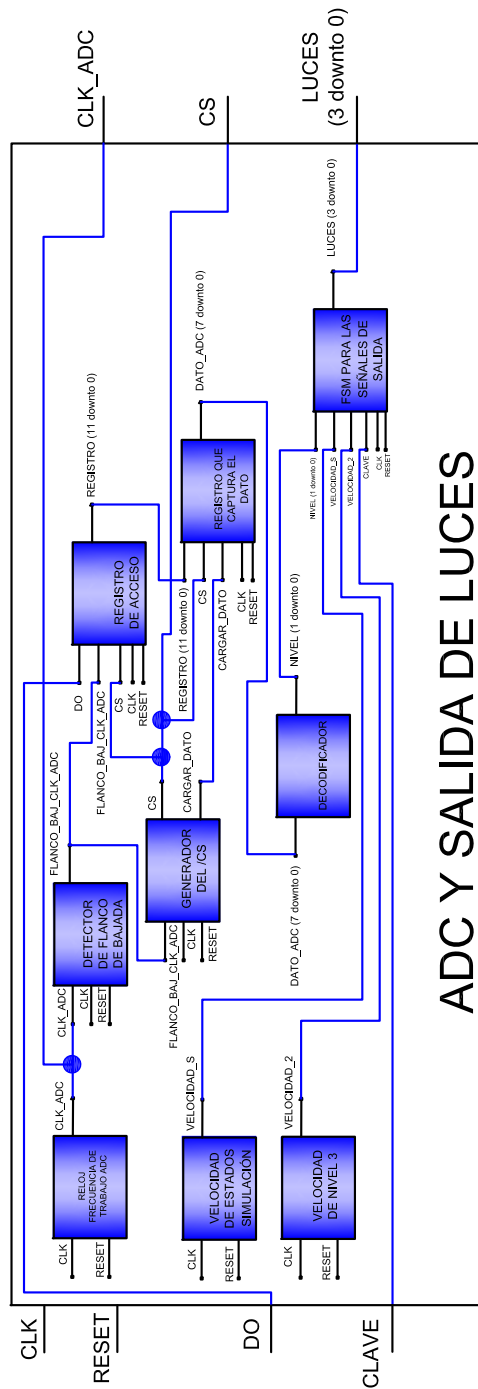 CLK
RESET
DO
CLAVE
CLK_ADC
CS
LUCES
(3 downto 0)
CLK
RESET
RELOJ
FRECUENCIA DE
TRABAJO ADC
CLK_ADC
CLK_ADC
CLK
RESET
DETECTOR
DE FLANCO
DE BAJADA
FLANCO_BAJ_CLK_ADC
DO
FLANCO_BAJ_CLK_ADC
CS
CLK
RESET
REGISTRO
DE ACCESO
REGISTRO (11 downto 0)
FLANCO_BAJ_CLK_ADC
CLK
RESET
GENERADOR
DEL /CS
CS
CARGAR_DATO
REGISTRO (11 downto 0)
CS
CARGAR_DATO
CLK
RESET
REGISTRO QUE
CAPTURA EL
DATO
DATO_ADC (7 downto 0)
CLK
RESET
VELOCIDAD
DE ESTADOS
SIMULACIÓN
VELOCIDAD_S
CLK
RESET
VELOCIDAD
DE NIVEL 3
VELOCIDAD_2
DATO_ADC (7 downto 0)
DECODIFICADOR
NIVEL (1 downto 0)
NIVEL (1 downto 0)
VELOCIDAD_S
VELOCIDAD_2
CLAVE
CLK
RESET
FSM PARA LAS
SEÑALES DE
SALIDA
LUCES (3 downto 0)
ADC Y SALIDA DE LUCES